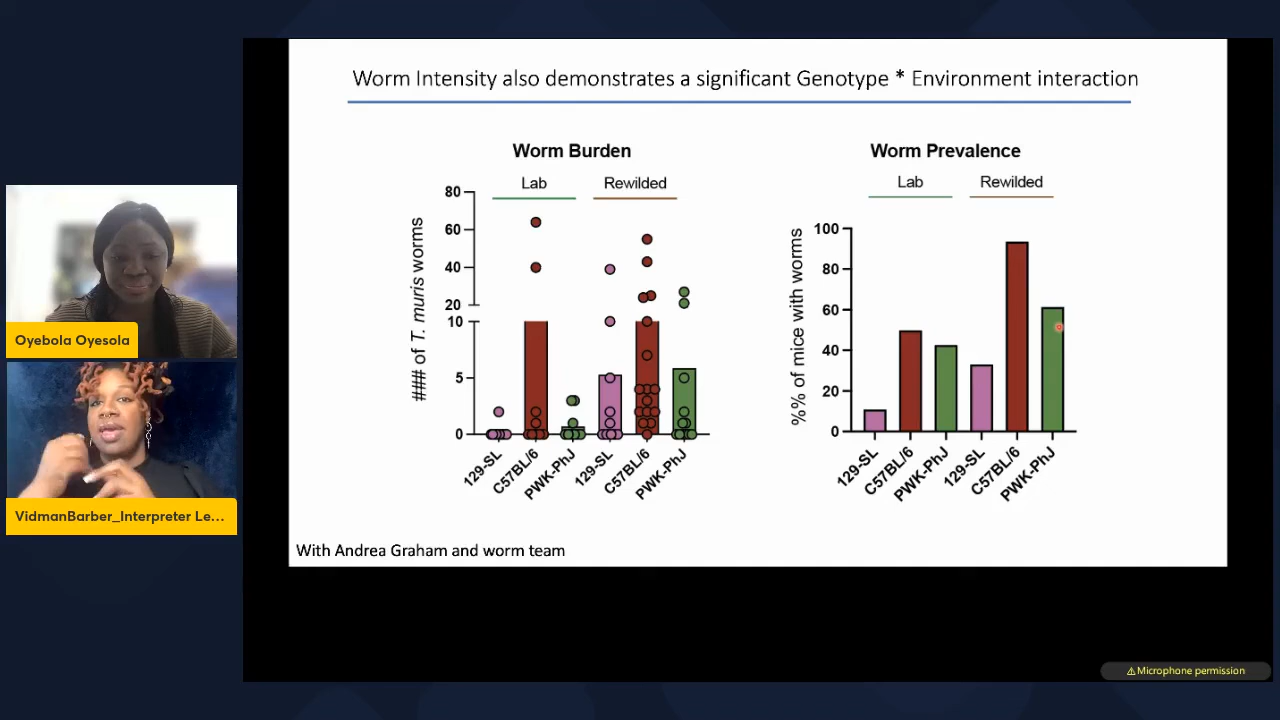 Worm Intensity also demonstrates a significant Genotype * Environment interaction
Worm Burden
Lab
Rewilded
### of T. muris worms
80
60
40
20
10
5
0
129-SL
C57BL/6
PWK-PhJ
129-SL
C57BL/6
PWK-PhJ
Worm Prevalence
Lab
Rewilded
%% of mice with worms
100
80
60
40
20
0
129-SL
C57BL/6
PWK-PhJ
129-SL
C57BL/6
PWK-PhJ
With Andrea Graham and worm team
Oyebola Oyesola
VidmanBarber_Interpreter Le...
⚠Microphone permission